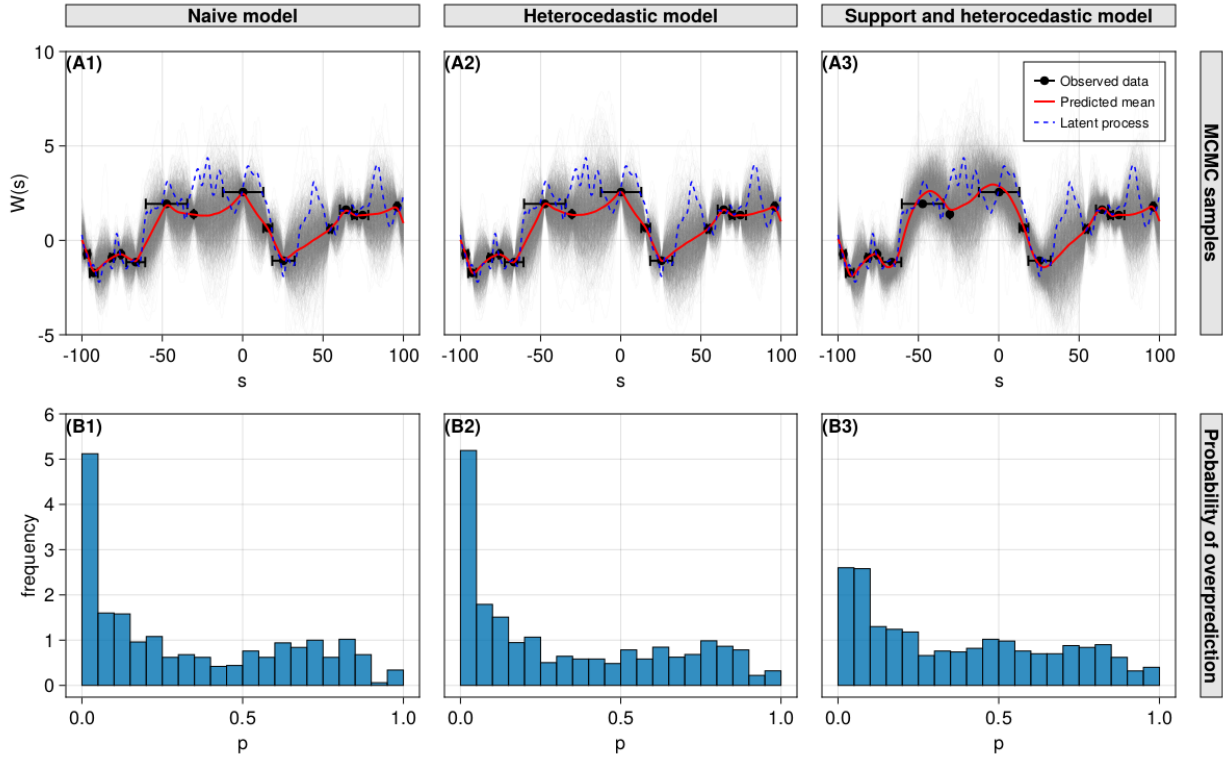 Naive model
Heterocedastic model
Support and heterocedastic model
(A1)
(A2)
(A3)
Observed data
Predicted mean
Latent process
W(s)
10
5
0
-5
-100 -50 0 50 100
-100 -50 0 50 100
-100 -50 0 50 100
s
s
s
MCMC samples
(B1)
(B2)
(B3)
frequency
6
5
4
3
2
1
0
0.0 0.5 1.0
0.0 0.5 1.0
0.0 0.5 1.0
p
p
p
Probability of overprediction